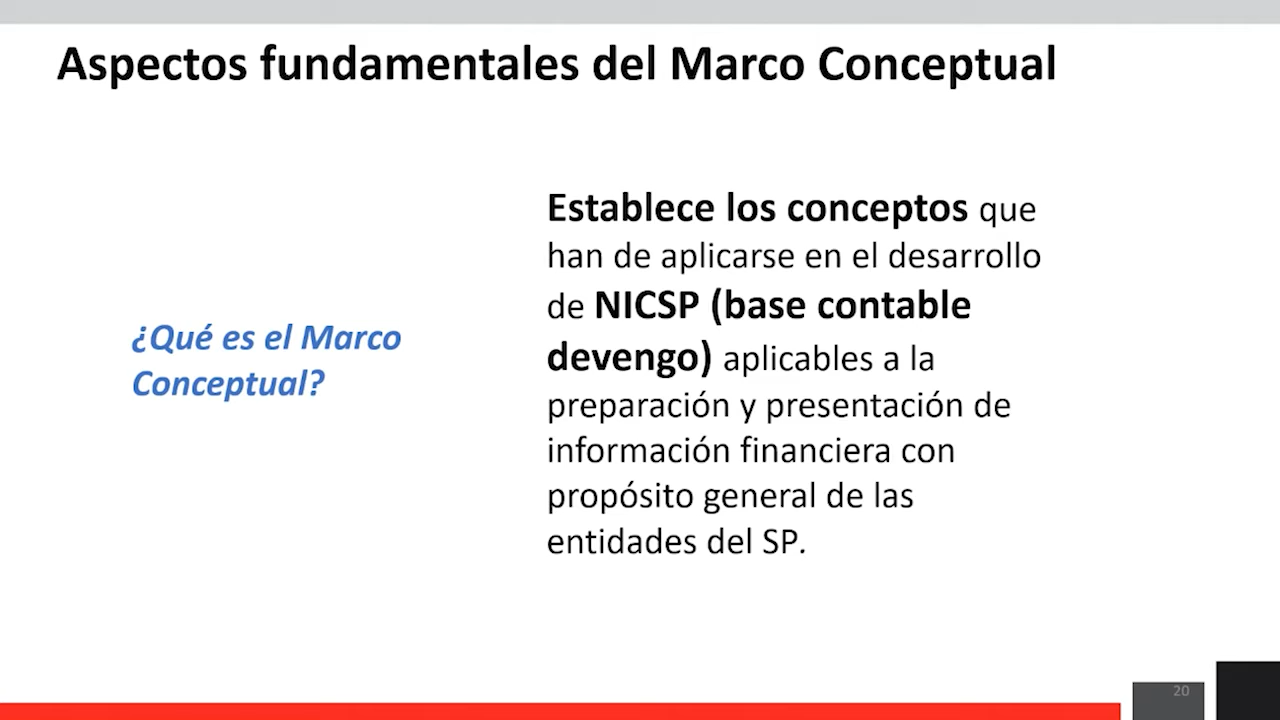 Aspectos fundamentales del Marco Conceptual
¿Qué es el Marco
Conceptual?
Establece los conceptos que
han de aplicarse en el desarrollo
de NICSP (base contable
devengo) aplicables a la
preparación y presentación de
información financiera con
propósito general de las
entidades del SP.
20